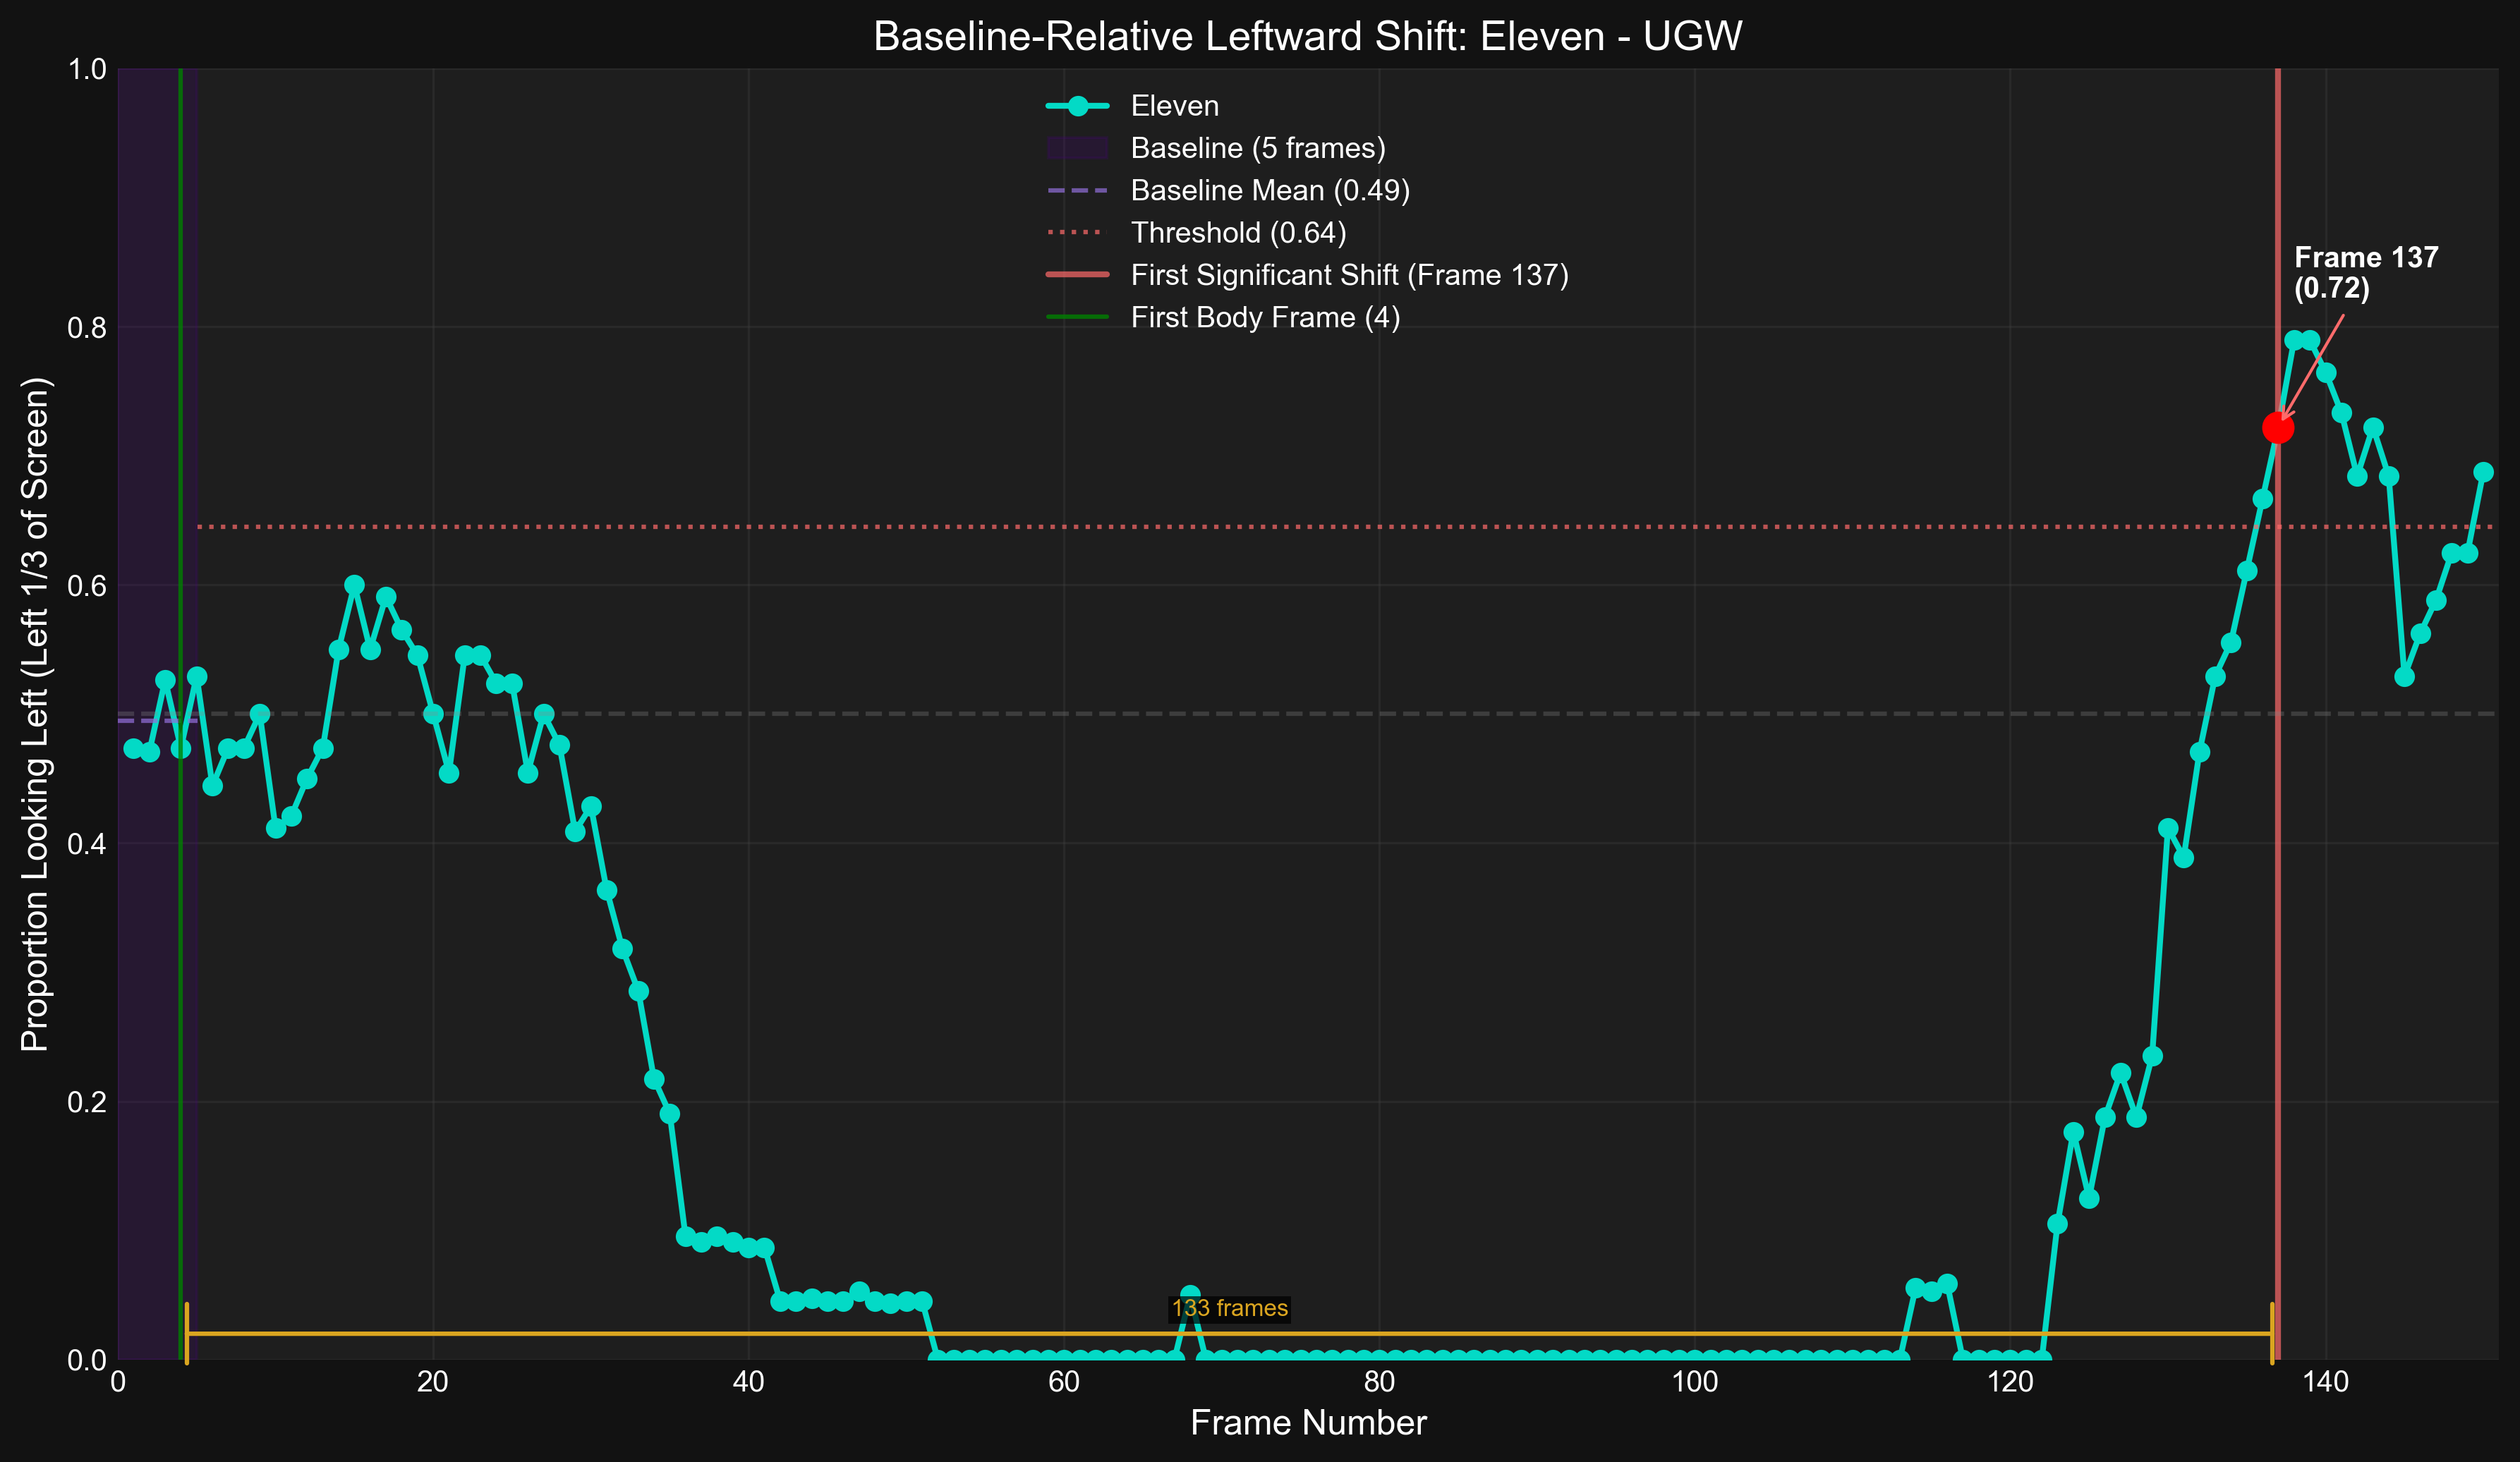 Baseline-Relative Leftward Shift: Eleven - UGW
Proportion Looking Left (Left 1/3 of Screen)
1.0
0.8
0.6
0.4
0.2
0.0
Eleven
Baseline (5 frames)
Baseline Mean (0.49)
Threshold (0.64)
First Significant Shift (Frame 137)
First Body Frame (4)
Frame 137
(0.72)
133 frames
0
20
40
60
80
100
120
140
Frame Number